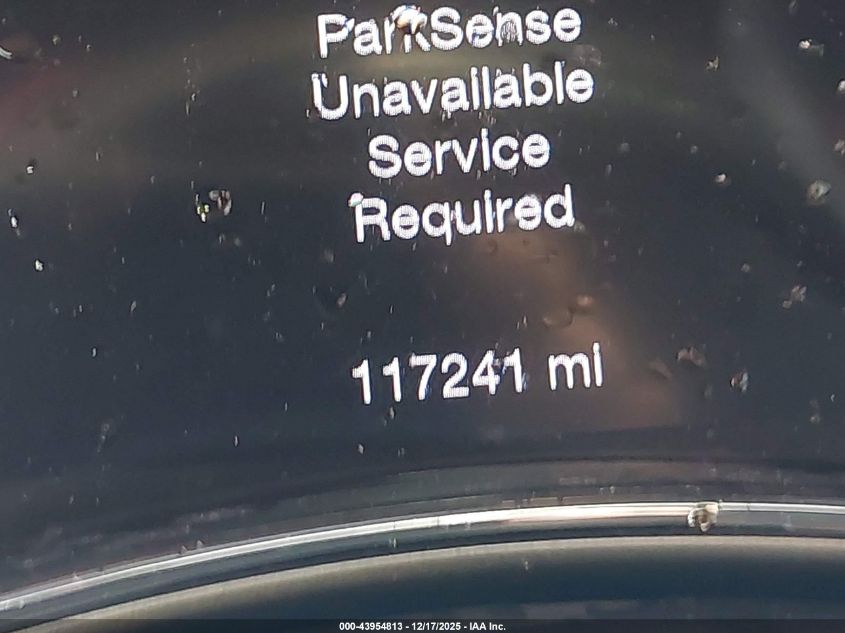 ParkSense
Unavailable
Service
Required
117241 mi
000-43954813 - 12/17/2025 - IAA Inc.